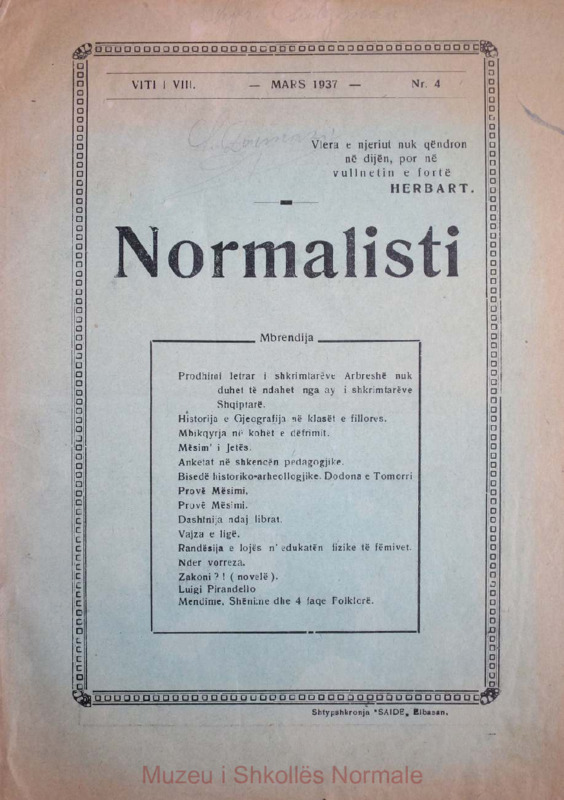 VITI I VIII. — MARS 1937 — Nr. 4
Vlera e njeriut nuk qëndron
në dijën, por në
vullnetin e fortë
HERBART.
Normalisti
Mbrendija
Prodhimi letrar i shkrimtarëve Arbreshë nuk
duhet të ndahet nga ay i shkrimtarëve
Shqiptarë.
Historija e Gjeografija në klasët e fillores.
Mbikqyrja në kohët e dëfrimit.
Mësim' i Jetës.
Anketat në shkencën pedagogjike.
Bisedë historiko-arheollogjike. Dodona e Tomorri
Provë Mësimi.
Provë Mësimi.
Dashtnija ndaj librat.
Vajza e ligë.
Randësija e lojës n' edukatën fizike të fëmivet.
Nder vorreza.
Zakoni ? ! ( novelë ).
Luigi Pirandello
Mendime, Shënime dhe 4 faqe Folklorë.
Shtypshkronja "SAIDE„ Elbasan.
Muzeu i Shkollës Normale